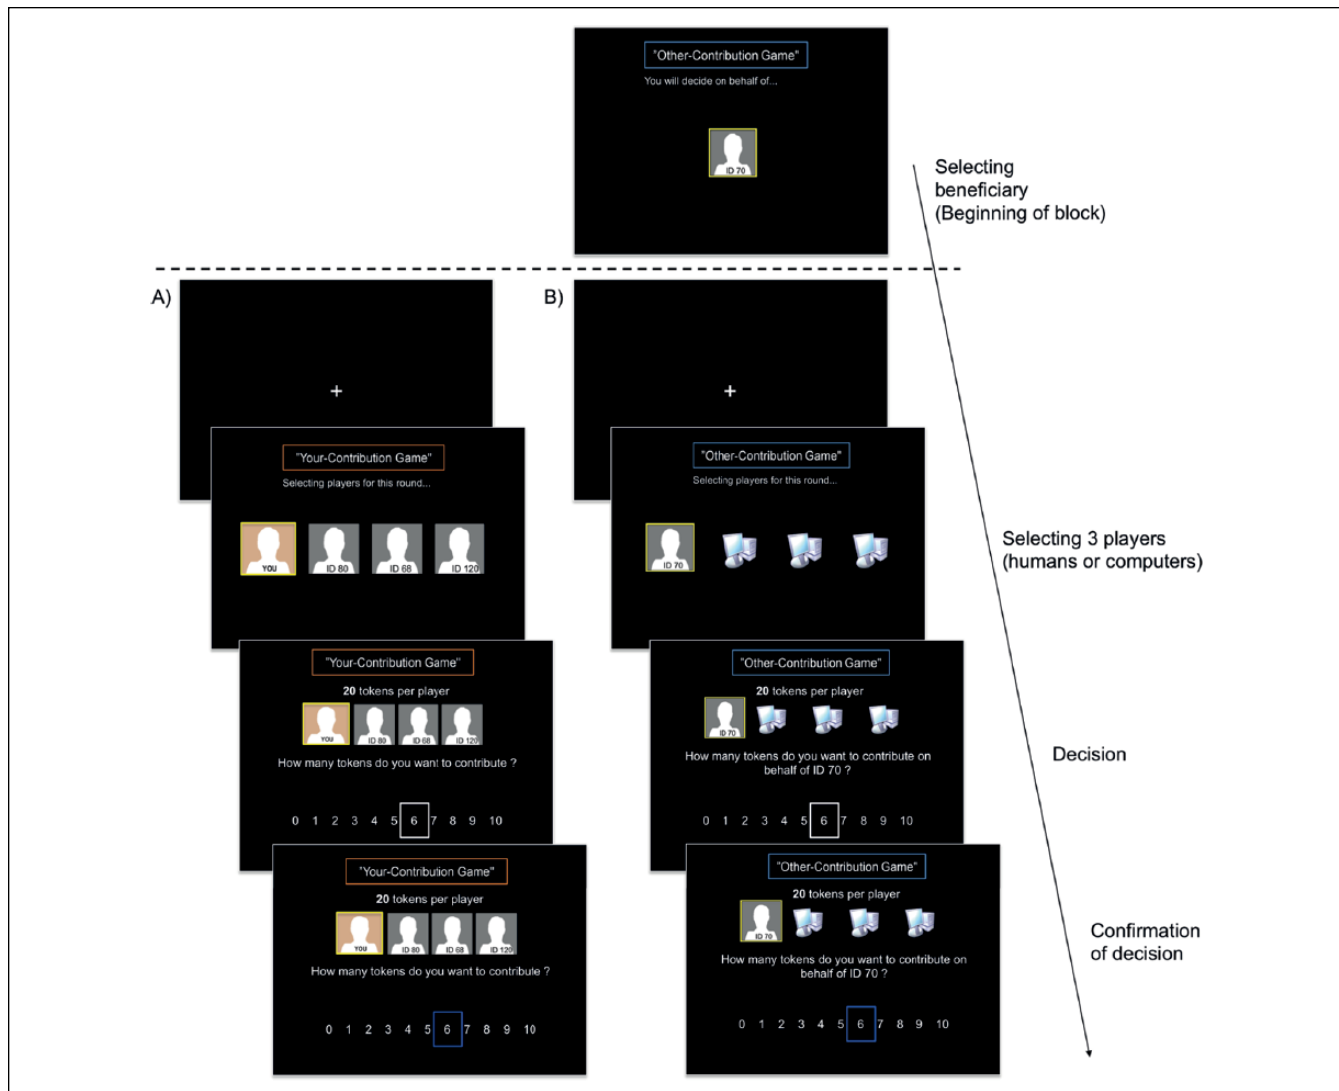 "Other-Contribution Game"
You will decide on behalf of...
ID 70
Selecting
beneficiary
(Beginning of block)
A)
+
"Your-Contribution Game"
Selecting players for this round...
YOU
ID 80
ID 68
ID 120
"Your-Contribution Game"
20 tokens per player
YOU
ID 80
ID 68
ID 120
How many tokens do you want to contribute ?
0 1 2 3 4 5 6 7 8 9 10
"Your-Contribution Game"
20 tokens per player
YOU
ID 80
ID 68
ID 120
How many tokens do you want to contribute ?
0 1 2 3 4 5 6 7 8 9 10
B)
+
"Other-Contribution Game"
Selecting players for this round...
ID 70
"Other-Contribution Game"
20 tokens per player
ID 70
How many tokens do you want to contribute on
behalf of ID 70 ?
0 1 2 3 4 5 6 7 8 9 10
"Other-Contribution Game"
20 tokens per player
ID 70
How many tokens do you want to contribute on
behalf of ID 70 ?
0 1 2 3 4 5 6 7 8 9 10
Selecting 3 players
(humans or computers)
Decision
Confirmation
of decision